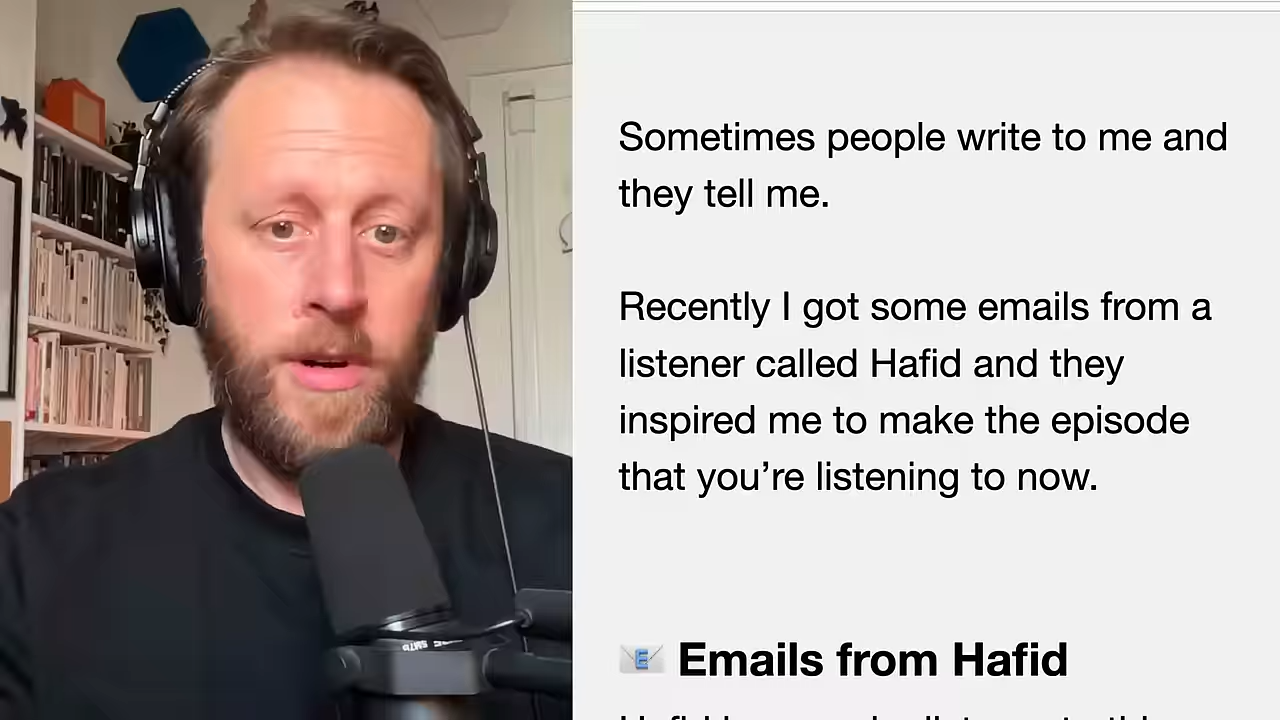 Sometimes people write to me and
they tell me.
Recently I got some emails from a
listener called Hafid and they
inspired me to make the episode
that you’re listening to now.
📧 Emails from Hafid